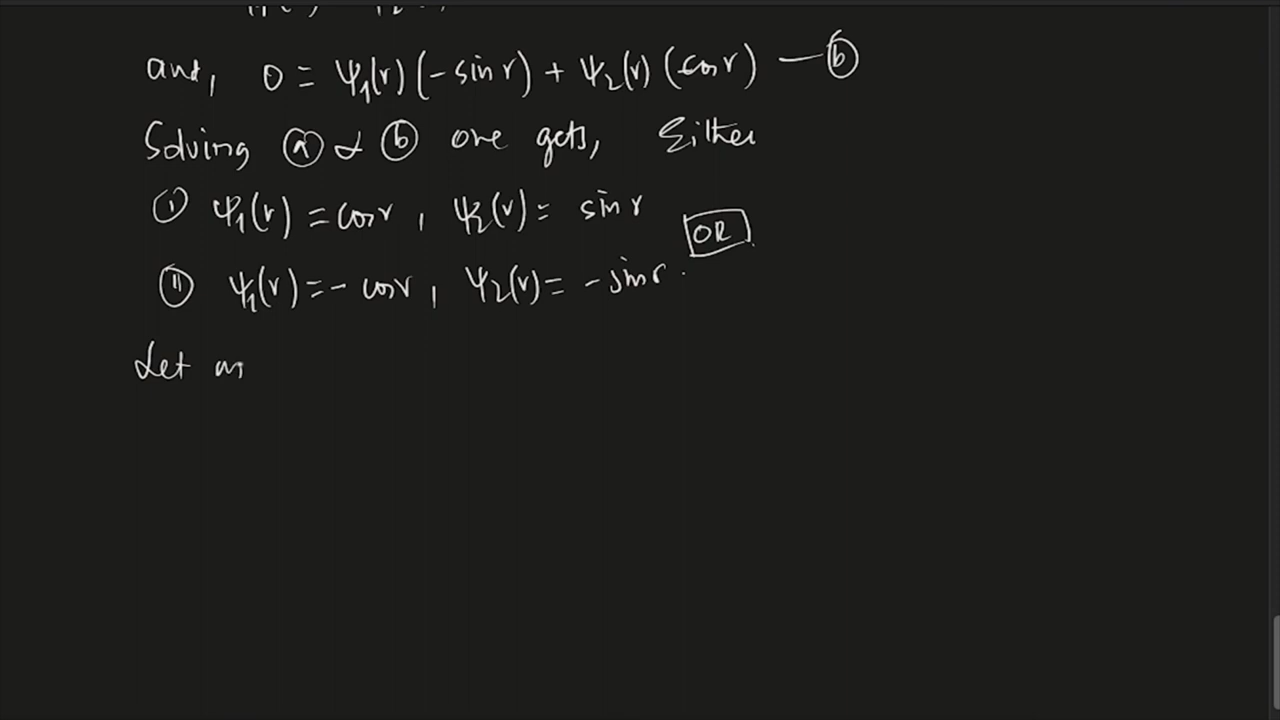 and, 0 = ψ₁(r) (- sin r) + ψ₂(r) (cos r) — ⓑ
Solving ⓐ & ⓑ one gets, Either
ⓘ ψ₁(r) = cos r , ψ₂(r) = sin r
OR
ⓘⓘ ψ₁(r) = - cos r , ψ₂(r) = - sin r .
Let